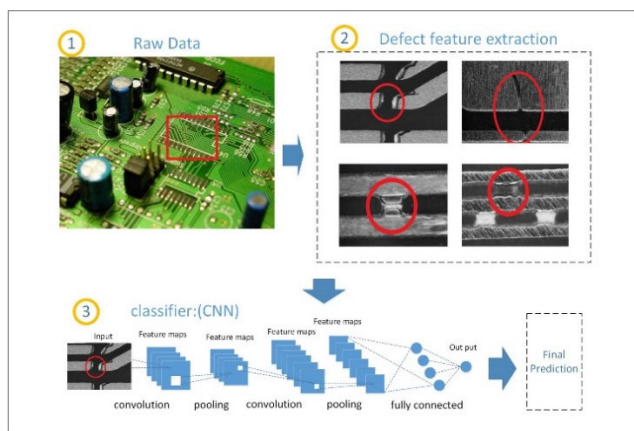 1
Raw Data
2
Defect feature extraction
3
classifier:(CNN)
Input
Feature maps
Feature maps
Feature maps
Feature maps
Out put
convolution
pooling
convolution
pooling
fully connected
Final
Prediction